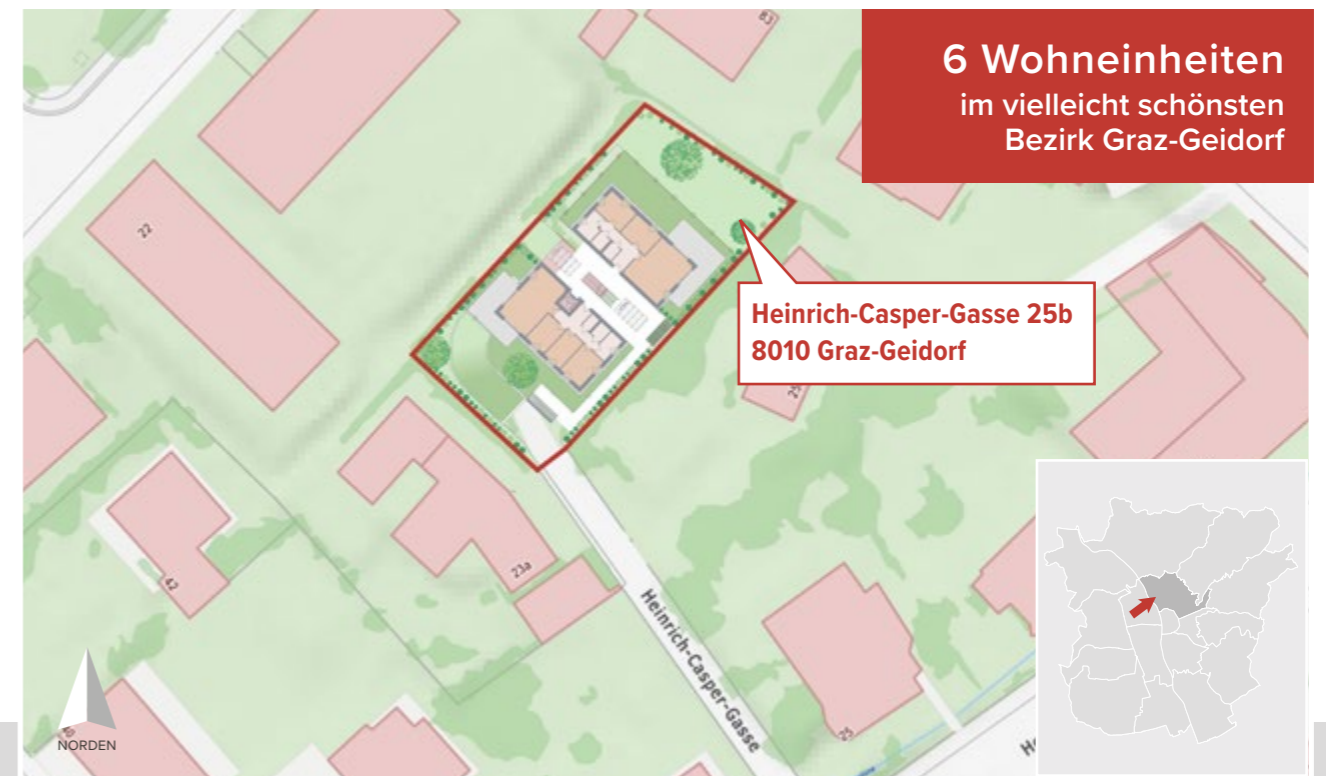 83
6 Wohneinheiten
im vielleicht schönsten
Bezirk Graz-Geidorf
22
Heinrich-Casper-Gasse 25b
8010 Graz-Geidorf
23a
42
Heinrich-Casper-Gasse
25
NORDEN